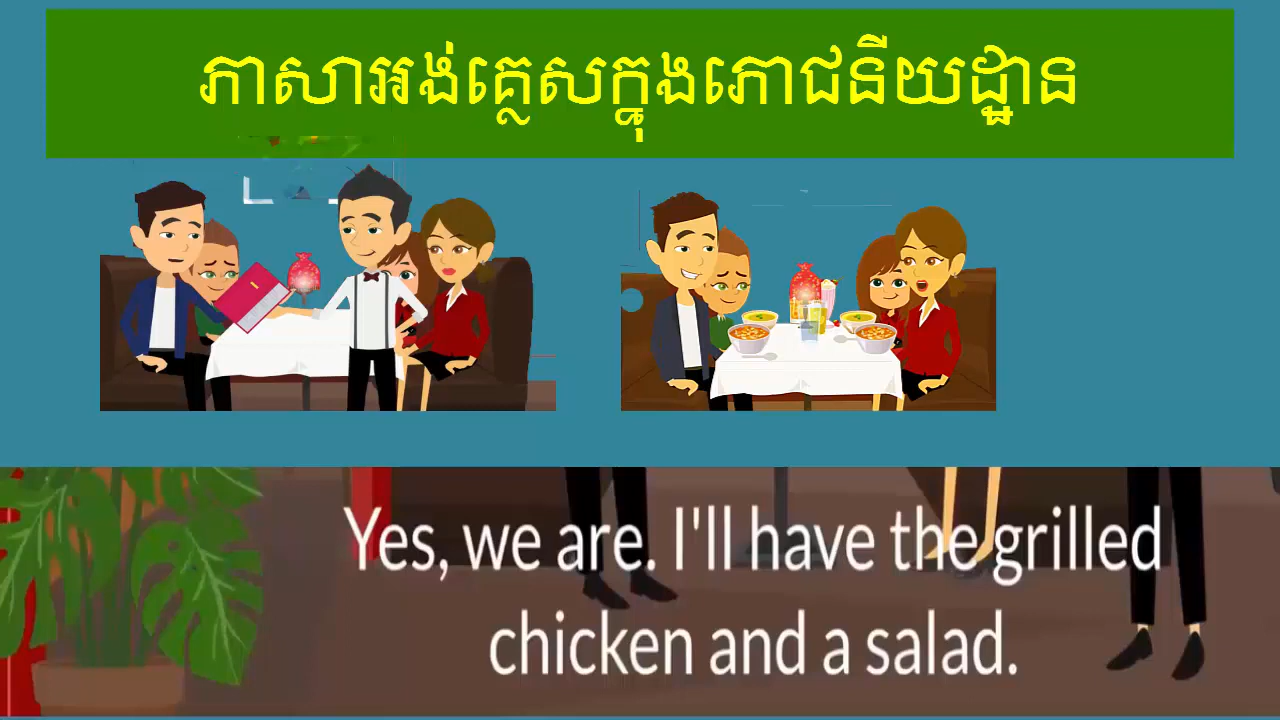 ភាសាអង់គ្លេសក្នុងភោជនីយដ្ឋាន
Yes, we are. I'll have the grilled
chicken and a salad.